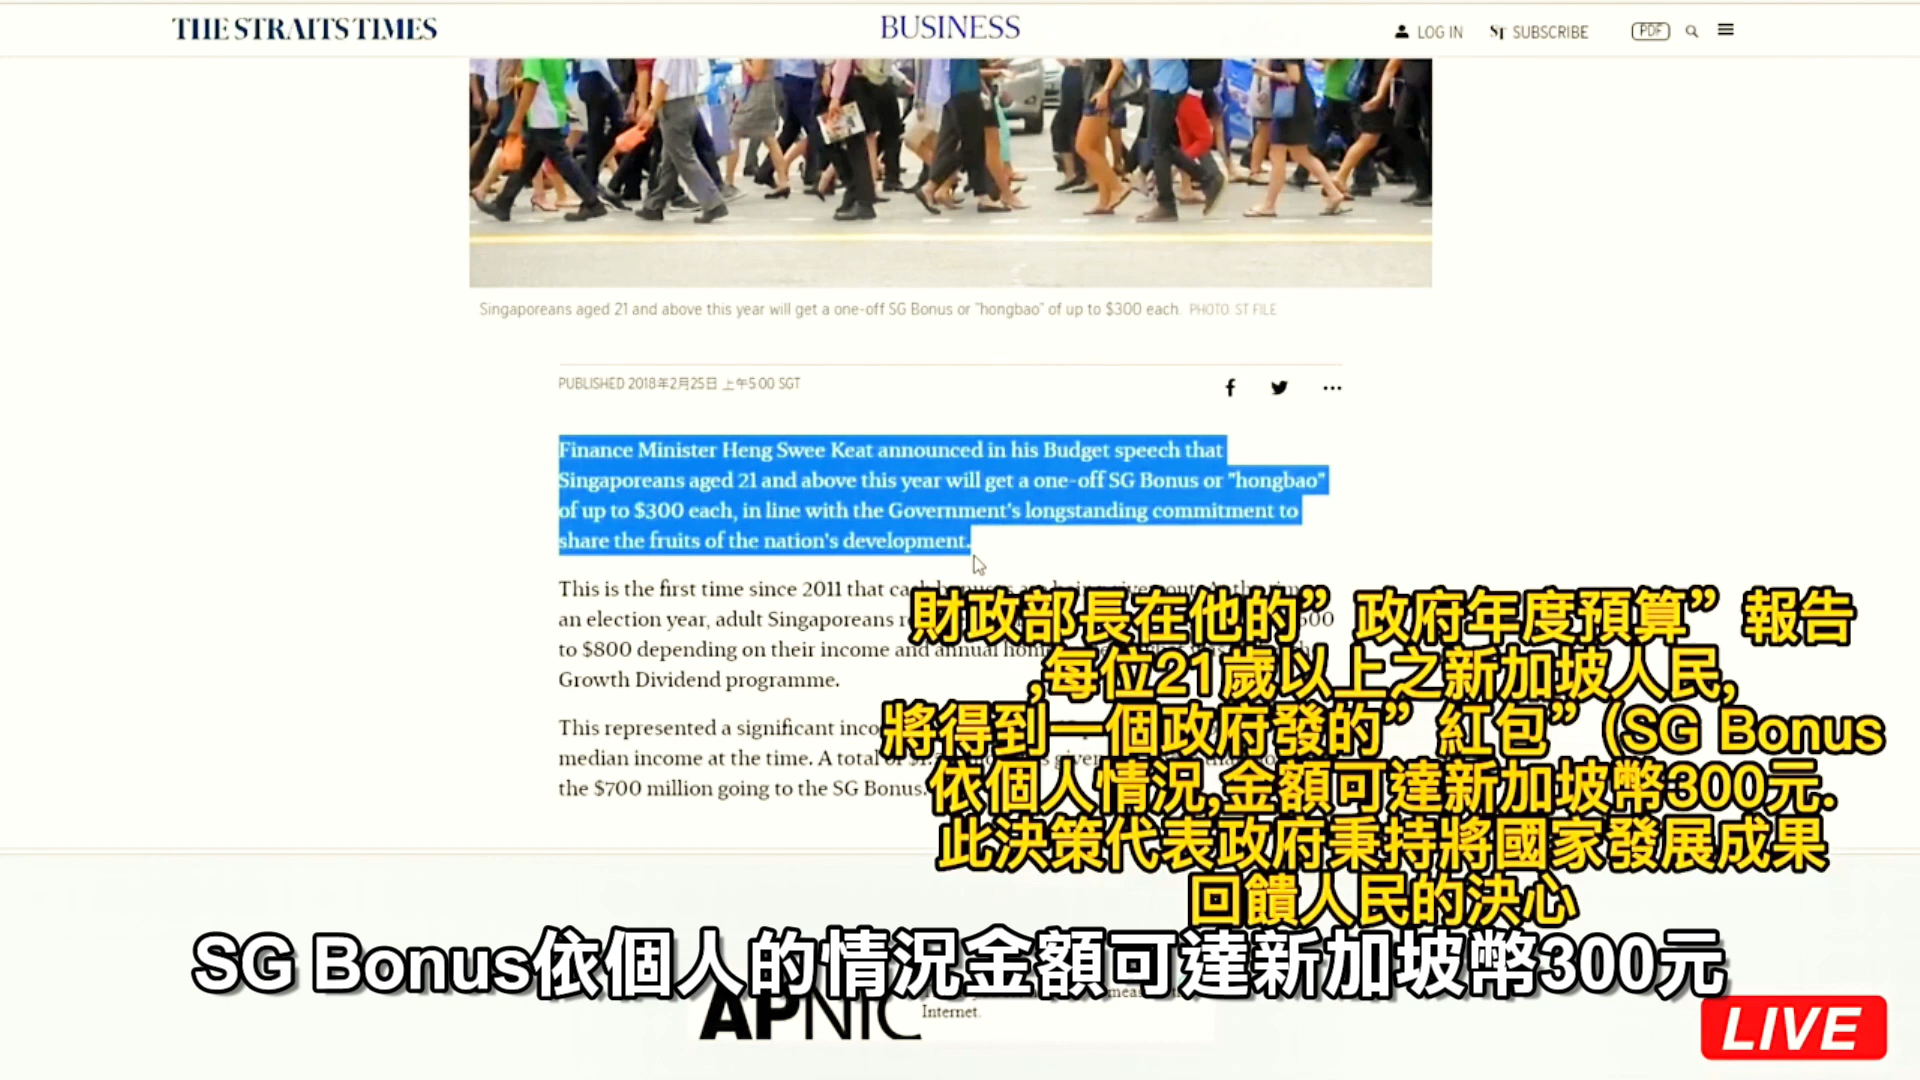 THE STRAITS TIMES
BUSINESS
LOG IN
ST SUBSCRIBE
PDF
Singaporeans aged 21 and above this year will get a one-off SG Bonus or "hongbao" of up to $300 each. PHOTO: ST FILE
PUBLISHED 2018年2月25日 上午5:00 SGT
Finance Minister Heng Swee Keat announced in his Budget speech that
Singaporeans aged 21 and above this year will get a one-off SG Bonus or "hongbao"
of up to $300 each, in line with the Government's longstanding commitment to
share the fruits of the nation's development.
This is the first time since 2011 that cash bonuses are being given out.
an election year, adult Singaporeans
to $800 depending on their income and annual
Growth Dividend programme.
This represented a significant
median income at the time. A total of
the $700 million going to the SG Bonus.
財政部長在他的”政府年度預算”報告
,每位21歲以上之新加坡人民,
將得到一個政府發的”紅包”(SG Bonus
依個人情況,金額可達新加坡幣300元.
此決策代表政府秉持將國家發展成果
回饋人民的決心
SG Bonus依個人的情況金額可達新加坡幣300元
APNIC
Internet.
LIVE